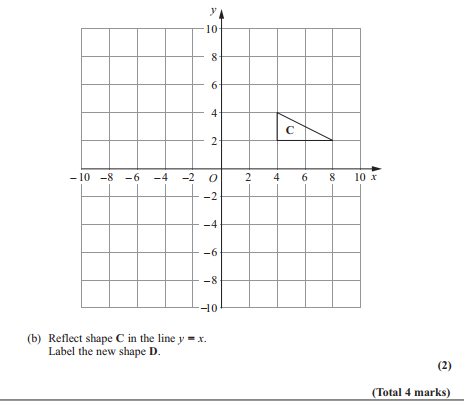 y
10
8
6
4
C
2
–10 –8 –6 –4 –2 O 2 4 6 8 10 x
–2
–4
–6
–8
–10
(b) Reflect shape C in the line y = x.
Label the new shape D.
(2)
(Total 4 marks)